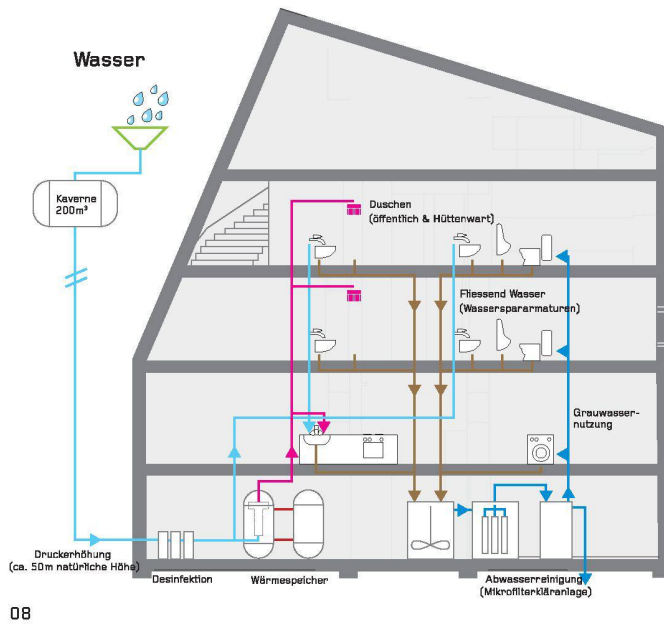 Wasser
Kaverne
200m³
Duschen
(öffentlich & Hüttenwart)
Fliessend Wasser
(Wasserspararmaturen)
Grauwasser-
nutzung
Druckerhöhung
(ca. 50m natürliche Höhe)
Desinfektion
Wärmespeicher
Abwasserreinigung
(Mikrofilterkläranlage)
08